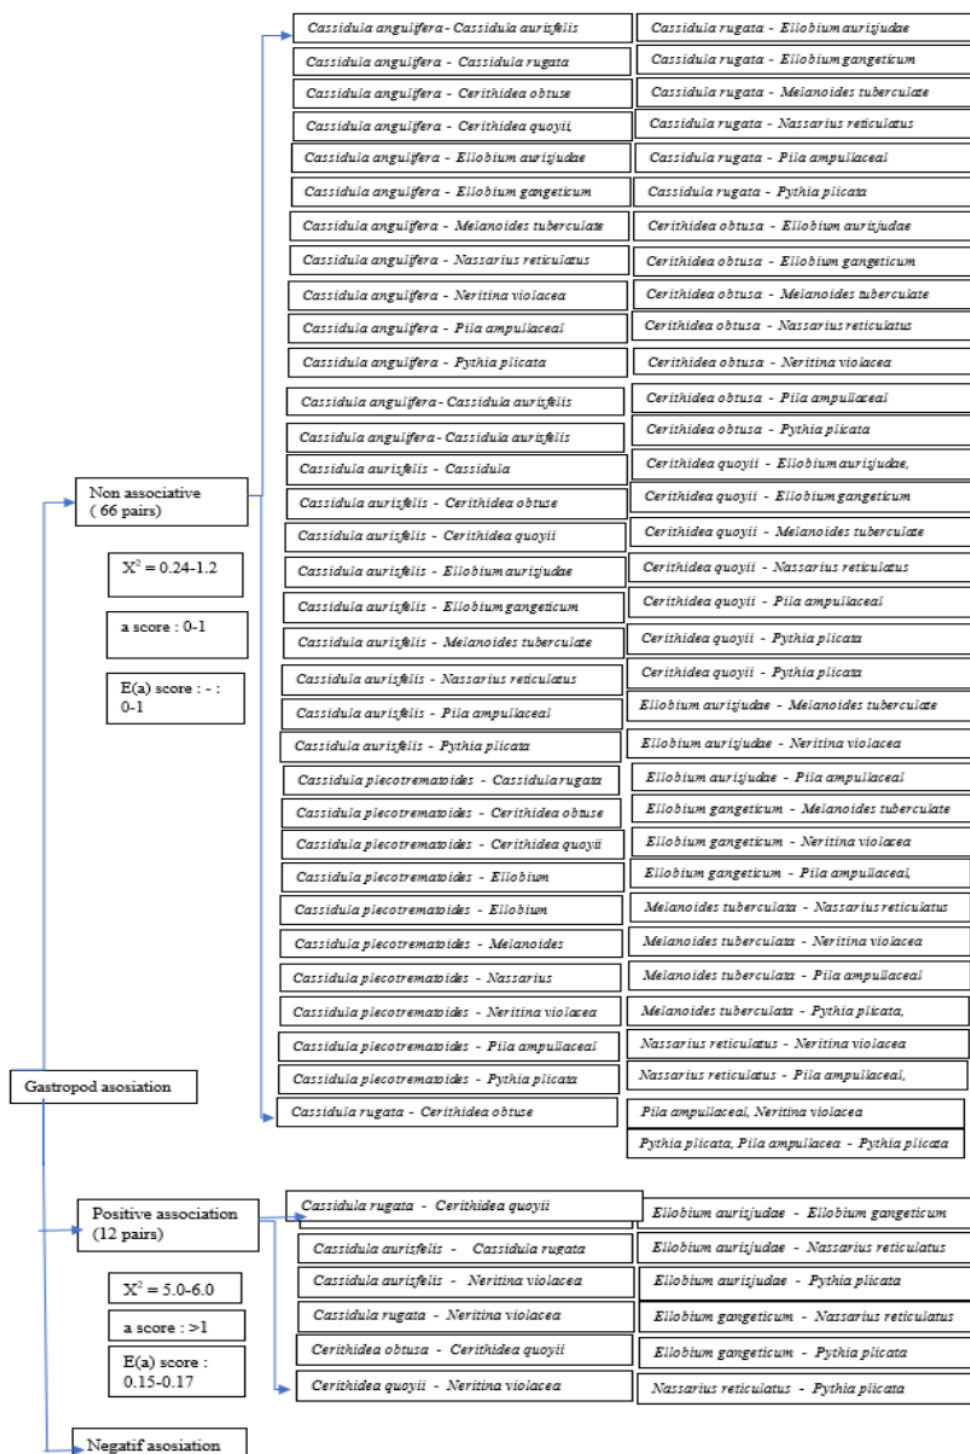 Gastropod asosiation
Non associative
( 66 pairs)
X² = 0.24-1.2
a score : 0-1
E(a) score : - :
0-1
Cassidula angulifera - Cassidula aurisfelis
Cassidula angulifera - Cassidula rugata
Cassidula angulifera - Cerithidea obtuse
Cassidula angulifera - Cerithidea quoyii,
Cassidula angulifera - Ellobium aurisjudae
Cassidula angulifera - Ellobium gangeticum
Cassidula angulifera - Melanoides tuberculate
Cassidula angulifera - Nassarius reticulatus
Cassidula angulifera - Neritina violacea
Cassidula angulifera - Pila ampullaceal
Cassidula angulifera - Pythia plicata
Cassidula angulifera- Cassidula aurisfelis
Cassidula angulifera- Cassidula aurisfelis
Cassidula aurisfelis - Cassidula
Cassidula aurisfelis - Cerithidea obtuse
Cassidula aurisfelis - Cerithidea quoyii
Cassidula aurisfelis - Ellobium aurisjudae
Cassidula aurisfelis - Ellobium gangeticum
Cassidula aurisfelis - Melanoides tuberculate
Cassidula aurisfelis - Nassarius reticulatus
Cassidula aurisfelis - Pila ampullaceal
Cassidula aurisfelis - Pythia plicata
Cassidula plecotrematoides - Cassidula rugata
Cassidula plecotrematoides - Cerithidea obtuse
Cassidula plecotrematoides - Cerithidea quoyii
Cassidula plecotrematoides - Ellobium
Cassidula plecotrematoides - Ellobium
Cassidula plecotrematoides - Melanoides
Cassidula plecotrematoides - Nassarius
Cassidula plecotrematoides - Neritina violacea
Cassidula plecotrematoides - Pila ampullaceal
Cassidula plecotrematoides - Pythia plicata
Cassidula rugata - Cerithidea obtuse
Cassidula rugata - Ellobium aurisjudae
Cassidula rugata - Ellobium gangeticum
Cassidula rugata - Melanoides tuberculate
Cassidula rugata - Nassarius reticulatus
Cassidula rugata - Pila ampullaceal
Cassidula rugata - Pythia plicata
Cerithidea obtusa - Ellobium aurisjudae
Cerithidea obtusa - Ellobium gangeticum
Cerithidea obtusa - Melanoides tuberculate
Cerithidea obtusa - Nassarius reticulatus
Cerithidea obtusa - Neritina violacea
Cerithidea obtusa - Pila ampullaceal
Cerithidea obtusa - Pythia plicata
Cerithidea quoyii - Ellobium aurisjudae,
Cerithidea quoyii - Ellobium gangeticum
Cerithidea quoyii - Melanoides tuberculate
Cerithidea quoyii - Nassarius reticulatus
Cerithidea quoyii - Pila ampullaceal
Cerithidea quoyii - Pythia plicata
Cerithidea quoyii - Pythia plicata
Ellobium aurisjudae - Melanoides tuberculate
Ellobium aurisjudae - Neritina violacea
Ellobium aurisjudae - Pila ampullaceal
Ellobium gangeticum - Melanoides tuberculate
Ellobium gangeticum - Neritina violacea
Ellobium gangeticum - Pila ampullaceal,
Melanoides tuberculata - Nassarius reticulatus
Melanoides tuberculata - Neritina violacea
Melanoides tuberculata - Pila ampullaceal
Melanoides tuberculata - Pythia plicata,
Nassarius reticulatus - Neritina violacea
Nassarius reticulatus - Pila ampullaceal,
Pila ampullaceal, Neritina violacea
Pythia plicata, Pila ampullacea - Pythia plicata
Positive association
(12 pairs)
X² = 5.0-6.0
a score : >1
E(a) score :
0.15-0.17
Cassidula rugata - Cerithidea quoyii
Cassidula aurisfelis - Cassidula rugata
Cassidula aurisfelis - Neritina violacea
Cassidula rugata - Neritina violacea
Cerithidea obtusa - Cerithidea quoyii
Cerithidea quoyii - Neritina violacea
Ellobium aurisjudae - Ellobium gangeticum
Ellobium aurisjudae - Nassarius reticulatus
Ellobium aurisjudae - Pythia plicata
Ellobium gangeticum - Nassarius reticulatus
Ellobium gangeticum - Pythia plicata
Nassarius reticulatus - Pythia plicata
Negatif asosiation